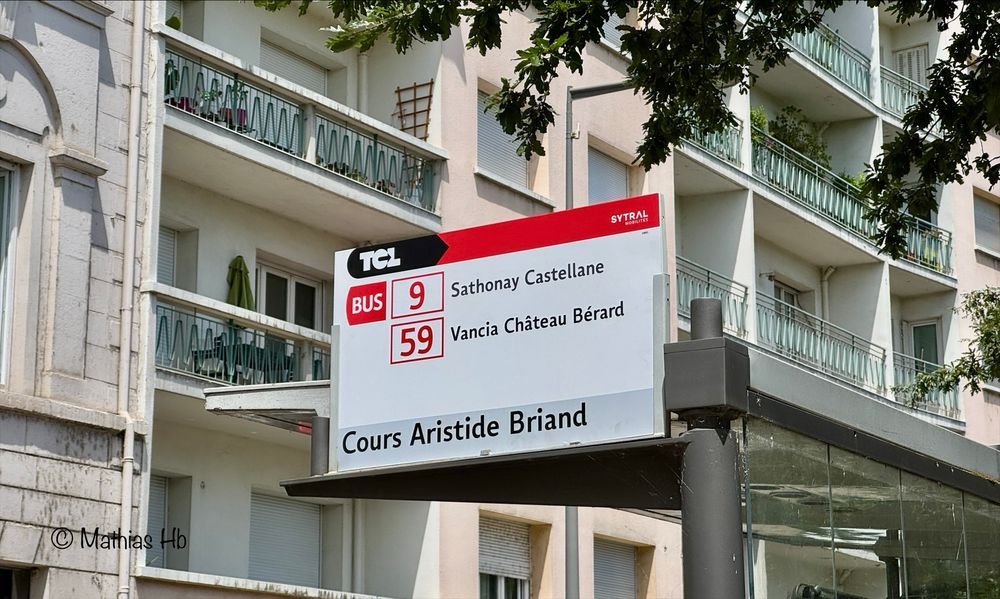 SYTRAL
MOBILITÉS
TCL
BUS 9 Sathonay Castellane
59 Vancia Château Bérard
Cours Aristide Briand
© Mathias Hb